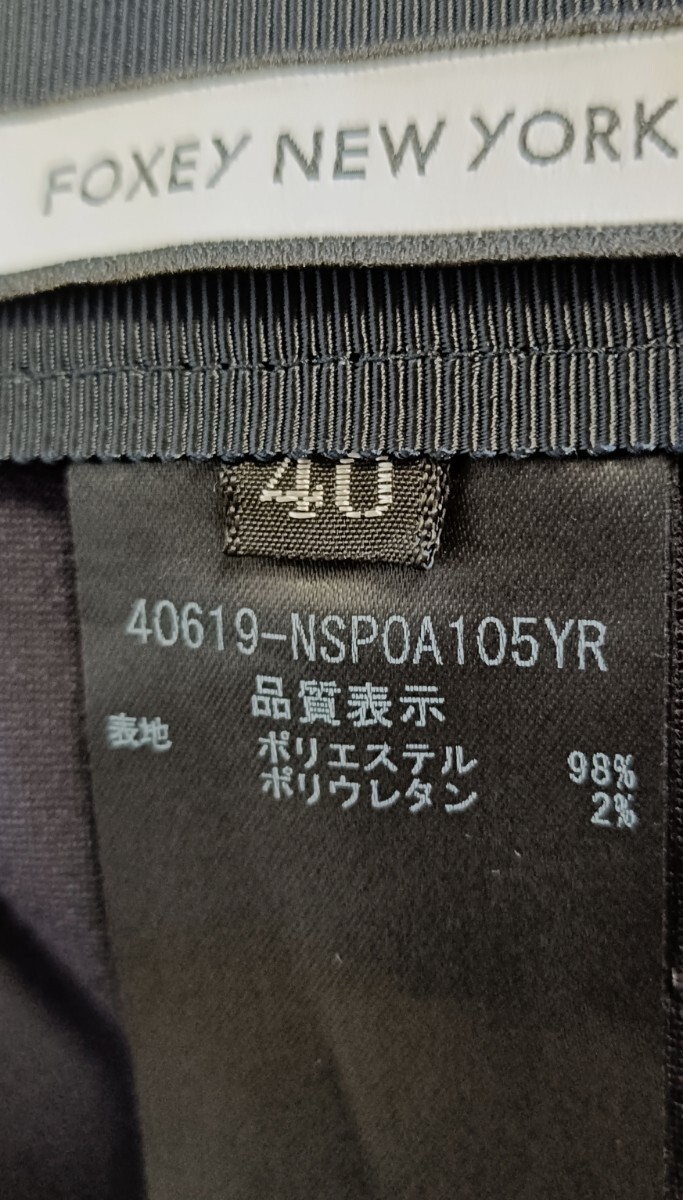 FOXEY NEW YORK
40
40619-NSPOA105YR
品質表示
表地 ポリエステル 98%
ポリウレタン 2%